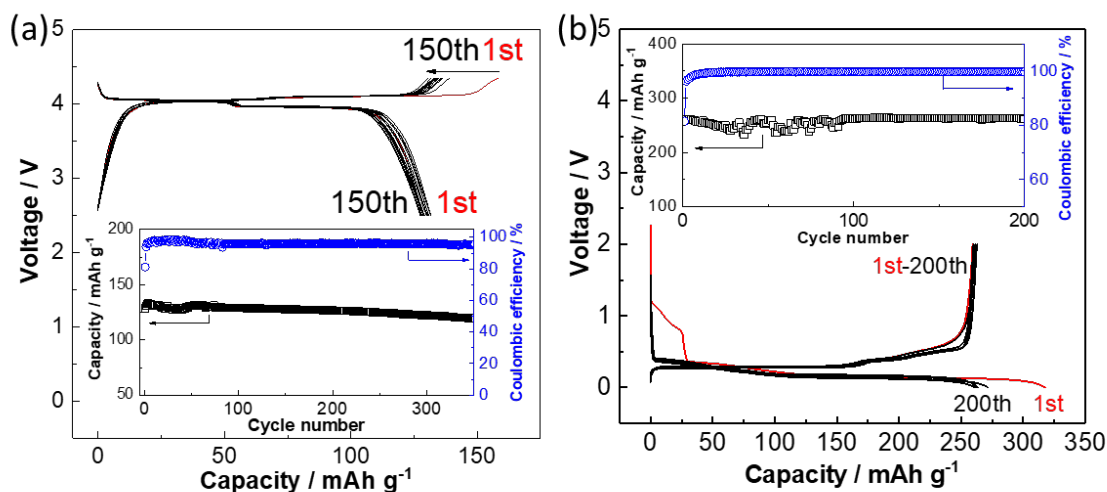 (a)
5
4
3
2
1
0
Voltage / V
150th 1st
150th 1st
200
150
100
50
Capacity / mAh g-1
100
80
60
40
20
0
Coulombic efficiency / %
0 100 200 300
Cycle number
0 50 100 150
Capacity / mAh g-1
(b)
5
4
3
2
1
0
Voltage / V
400
350
300
250
200
150
100
Capacity / mAh g-1
100
80
60
Coulombic efficiency / %
0 100 200
Cycle number
1st-200th
200th 1st
0 50 100 150 200 250 300 350
Capacity / mAh g-1